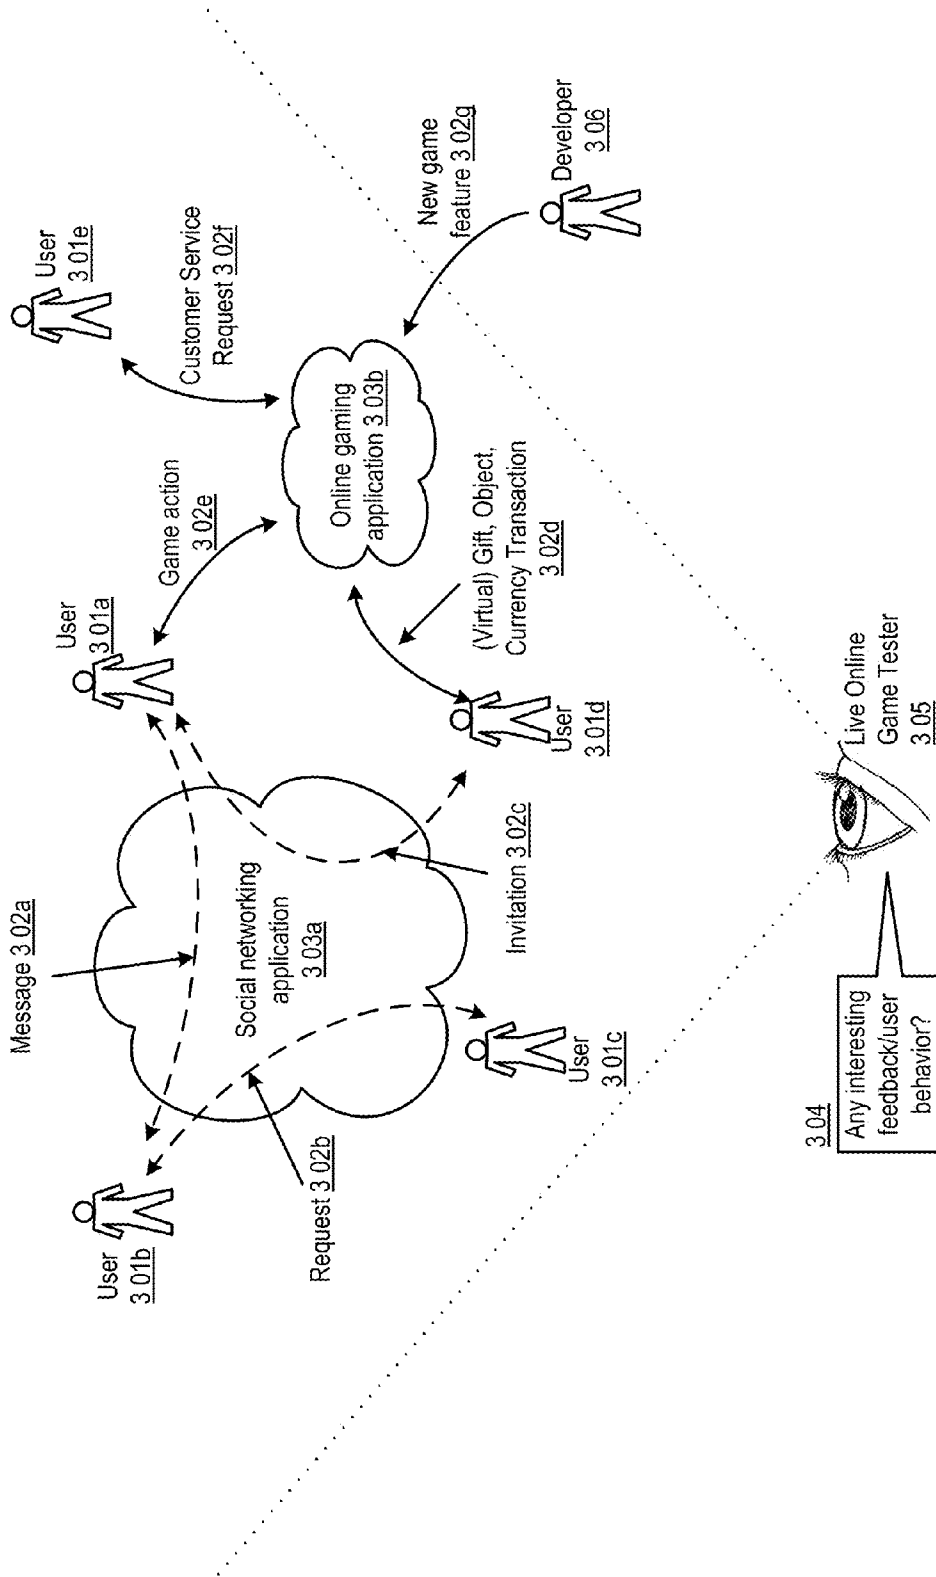 User
3.01e
Customer Service
Request 3.02f
New game
feature 3.02g
Developer
3.06
User
3.01a
Game action
3.02e
Online gaming
application 3.03b
(Virtual) Gift, Object,
Currency Transaction
3.02d
User
3.01d
Message 3.02a
Social networking
application
3.03a
Invitation 3.02c
User
3.01b
Request 3.02b
User
3.01c
Live Online
Game Tester
3.05
3.04
Any interesting
feedback/user
behavior?